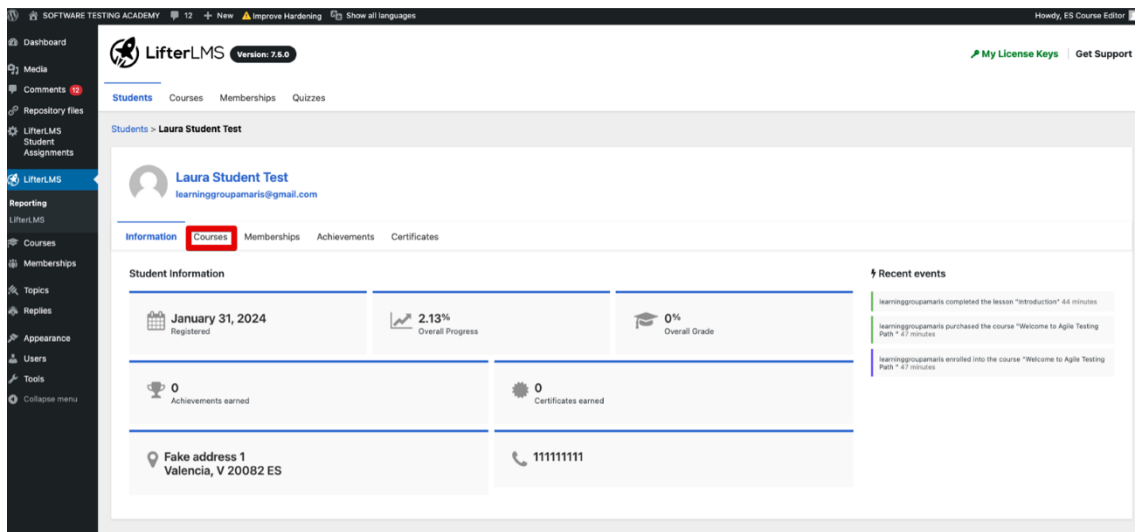 SOFTWARE TESTING ACADEMY 12 New Improve Hardening Show all languages Howdy, ES Course Editor
Dashboard
Media
Comments 12
Repository files
LifterLMS
Student
Assignments
LifterLMS
Reporting
LifterLMS
Courses
Memberships
Topics
Replies
Appearance
Users
Tools
Collapse menu
LifterLMS Version: 7.5.0
My License Keys Get Support
Students Courses Memberships Quizzes
Students > Laura Student Test
Laura Student Test
learninggroupamaris@gmail.com
Information Courses Memberships Achievements Certificates
Student Information
January 31, 2024
Registered
2.13%
Overall Progress
0%
Overall Grade
0
Achievements earned
0
Certificates earned
Fake address 1
Valencia, V 20082 ES
111111111
Recent events
learninggroupamaris completed the lesson "Introduction" 44 minutes
learninggroupamaris purchased the course "Welcome to Agile Testing
Path " 47 minutes
learninggroupamaris enrolled into the course "Welcome to Agile Testing
Path " 47 minutes